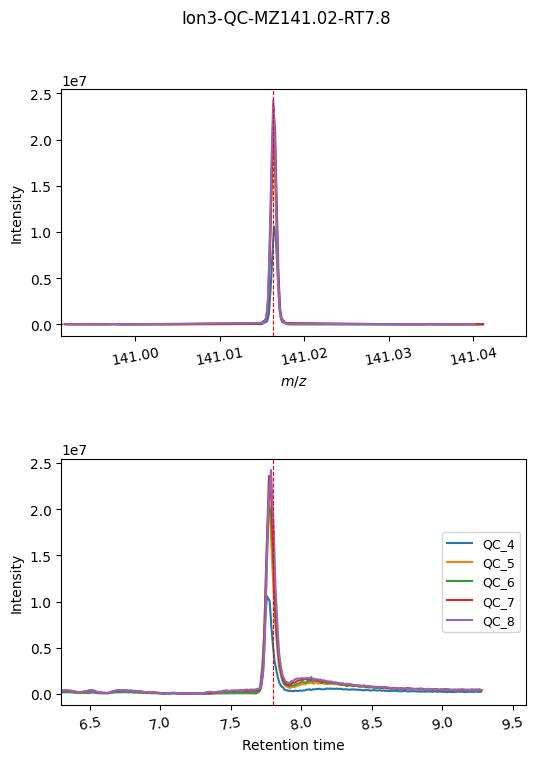 Ion3-QC-MZ141.02-RT7.8
1e7
2.5
2.0
1.5
1.0
0.5
0.0
Intensity
141.00 141.01 141.02 141.03 141.04
m/z
1e7
2.5
2.0
1.5
1.0
0.5
0.0
Intensity
QC_4
QC_5
QC_6
QC_7
QC_8
6.5 7.0 7.5 8.0 8.5 9.0 9.5
Retention time